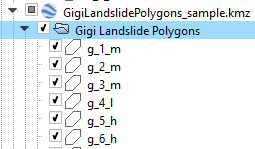 GigiLandslidePolygons_sample.kmz
Gigi Landslide Polygons
g_1_m
g_2_m
g_3_m
g_4_l
g_5_h
g_6_h